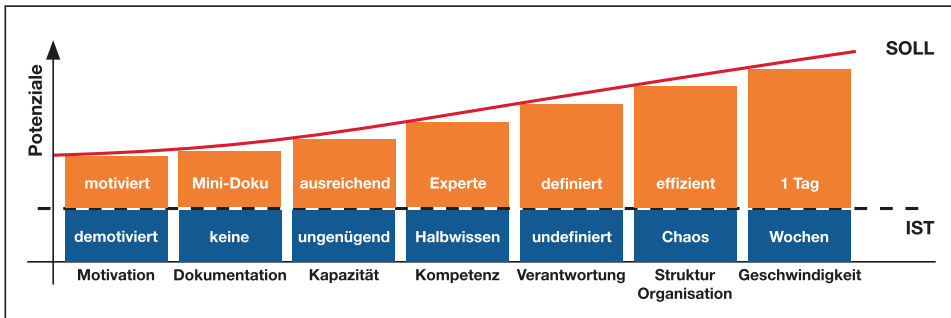 SOLL
Potenziale
motiviert Mini-Doku ausreichend Experte definiert effizient 1 Tag
IST
demotiviert keine ungenügend Halbwissen undefiniert Chaos Wochen
Motivation Dokumentation Kapazität Kompetenz Verantwortung Struktur Geschwindigkeit
Organisation